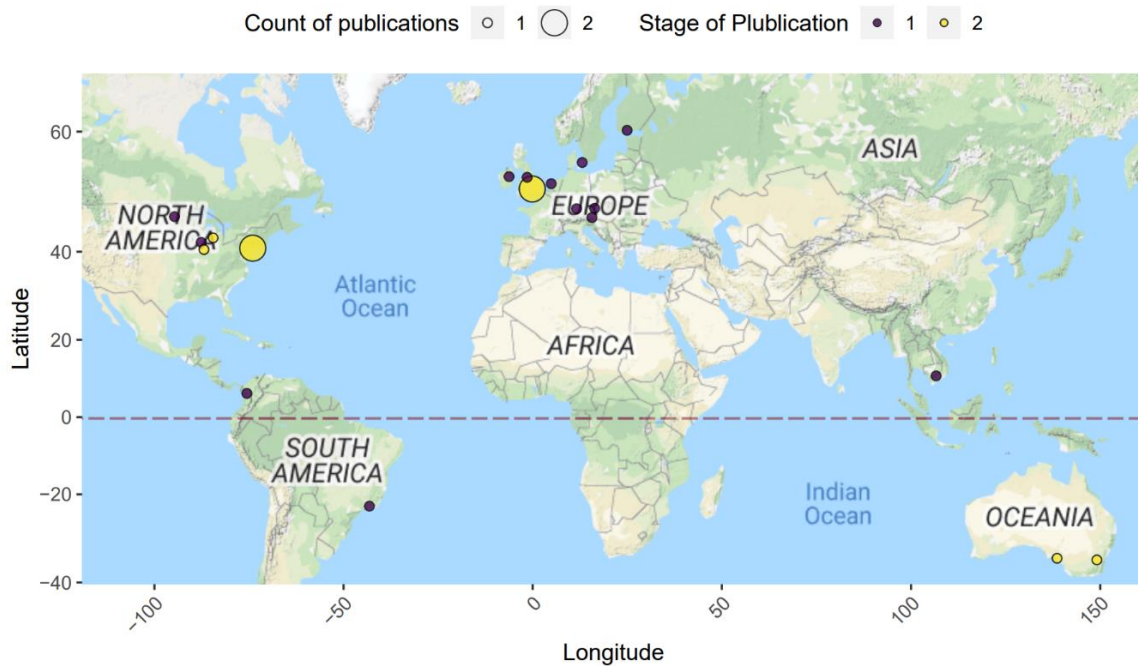 Count of publications 1 2 Stage of Plublication 1 2
60
40
20
0
−20
−40
Latitude
NORTH
AMERICA
ASIA
EUROPE
Atlantic
Ocean
AFRICA
SOUTH
AMERICA
Indian
Ocean
OCEANIA
−100 −50 0 50 100 150
Longitude